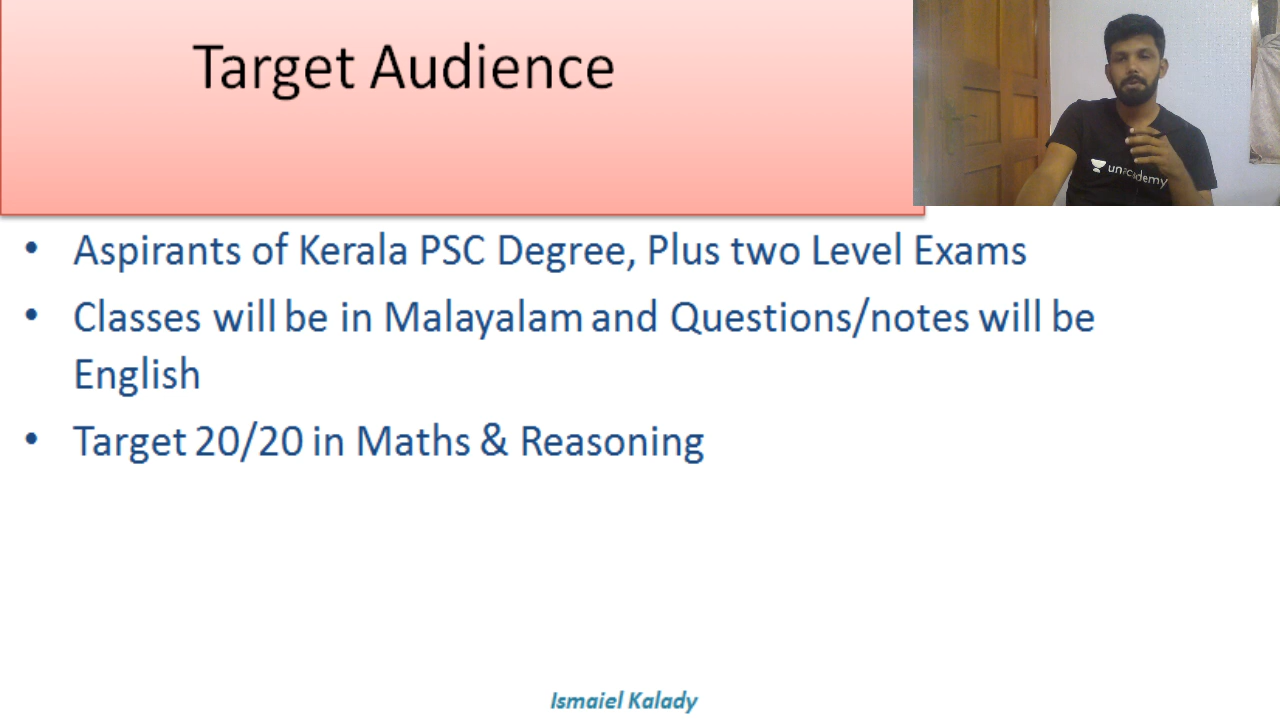 Target Audience
unacademy
• Aspirants of Kerala PSC Degree, Plus two Level Exams
• Classes will be in Malayalam and Questions/notes will be
English
• Target 20/20 in Maths & Reasoning
Ismaiel Kalady